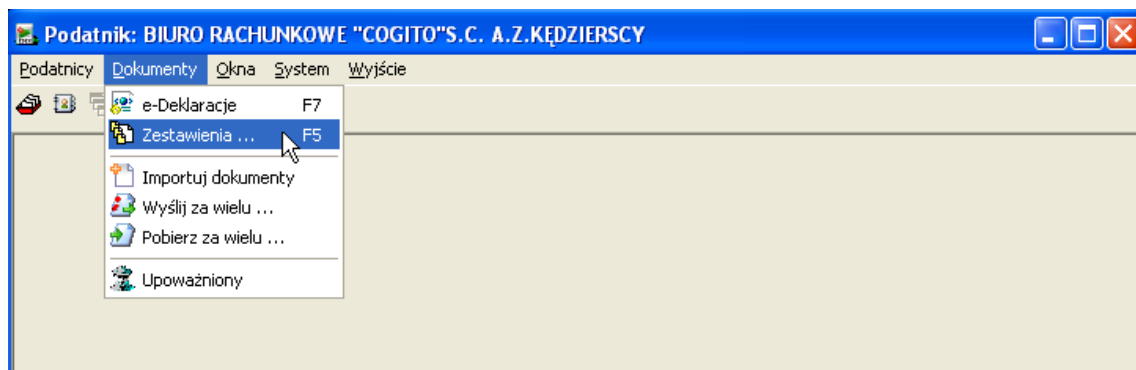 Podatnik: BIURO RACHUNKOWE "COGITO"S.C. A.Z.KĘDZIERSCY
Podatnicy Dokumenty Okna System Wyjście
e-Deklaracje F7
Zestawienia ... F5
Importuj dokumenty
Wyślij za wielu ...
Pobierz za wielu ...
Upoważniony